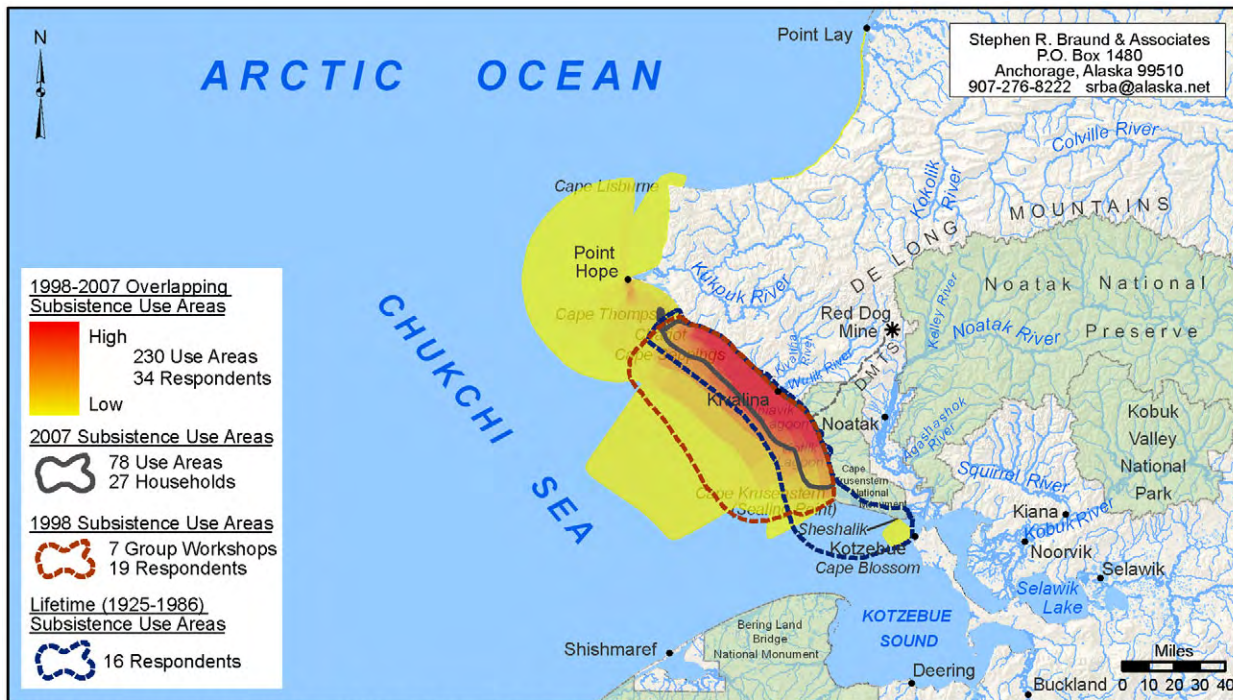 Point Lay
Stephen R. Braund & Associates
P.O. Box 1480
Anchorage, Alaska 99510
907-276-8222 srba@alaska.net
N
ARCTIC OCEAN
Colville River
Kokolik River
Cape Lisburne
DE LONG MOUNTAINS
Point Hope
Kukpuk River
Noatak National Preserve
Kelley River
Noatak River
Red Dog Mine
Cape Thompson
CHUKCHI SEA
Kivalina River
Wulik River
DMTS
Kivalina
Noatak
Agashashok River
Kobuk Valley National Park
Squirrel River
Cape Krusenstern National Monument
Cape Krusenstern
(Sealing Point)
Kiana
Kobuk River
Sheshalik
Kotzebue
Noorvik
Cape Blossom
Selawik
Selawik Lake
KOTZEBUE SOUND
Bering Land Bridge National Monument
Shishmaref
Deering
Buckland
Miles
0 10 20 30 40
1998-2007 Overlapping
Subsistence Use Areas
High
230 Use Areas
34 Respondents
Low
2007 Subsistence Use Areas
78 Use Areas
27 Households
1998 Subsistence Use Areas
7 Group Workshops
19 Respondents
Lifetime (1925-1986)
Subsistence Use Areas
16 Respondents